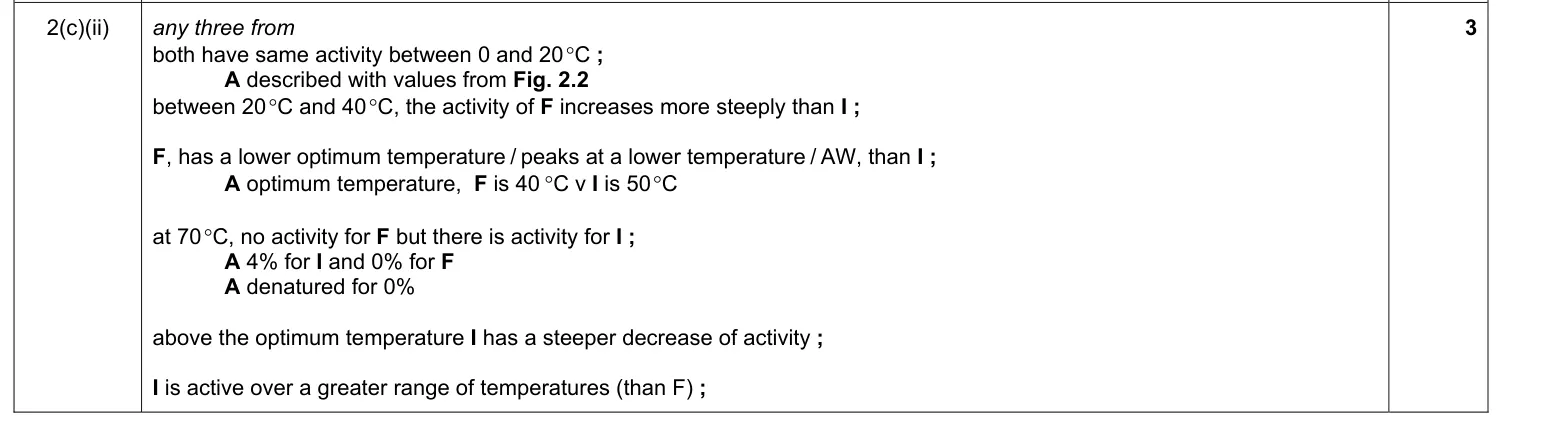 2(c)(ii) any three from 3
both have same activity between 0 and 20 °C ;
A described with values from Fig. 2.2
between 20 °C and 40 °C, the activity of F increases more steeply than I ;
F, has a lower optimum temperature / peaks at a lower temperature / AW, than I ;
A optimum temperature, F is 40 °C v I is 50 °C
at 70 °C, no activity for F but there is activity for I ;
A 4% for I and 0% for F
A denatured for 0%
above the optimum temperature I has a steeper decrease of activity ;
I is active over a greater range of temperatures (than F) ;